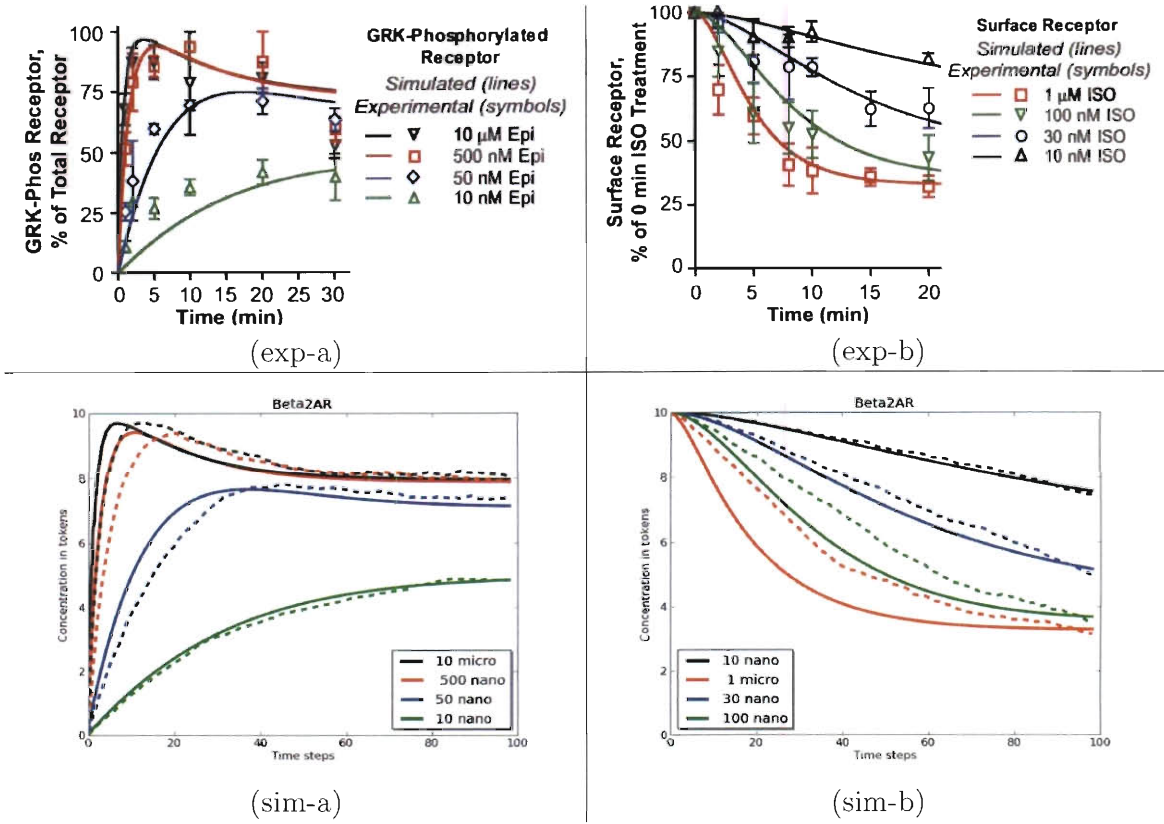 GRK-Phos Receptor,
% of Total Receptor
100
75
50
25
0
0 5 10 15 20 25 30
Time (min)
GRK-Phosphorylated
Receptor
Simulated (lines)
Experimental (symbols)
10 μM Epi
500 nM Epi
50 nM Epi
10 nM Epi
(exp-a)
Surface Receptor,
% of 0 min ISO Treatment
100
75
50
25
0
0 5 10 15 20
Time (min)
Surface Receptor
Simulated (lines)
Experimental (symbols)
1 μM ISO
100 nM ISO
30 nM ISO
10 nM ISO
(exp-b)
Beta2AR
Concentration in tokens
10
8
6
4
2
0
0 20 40 60 80 100
Time steps
10 micro
500 nano
50 nano
10 nano
(sim-a)
Beta2AR
Concentration in tokens
10
8
6
4
2
0
0 20 40 60 80 100
Time steps
10 nano
1 micro
30 nano
100 nano
(sim-b)